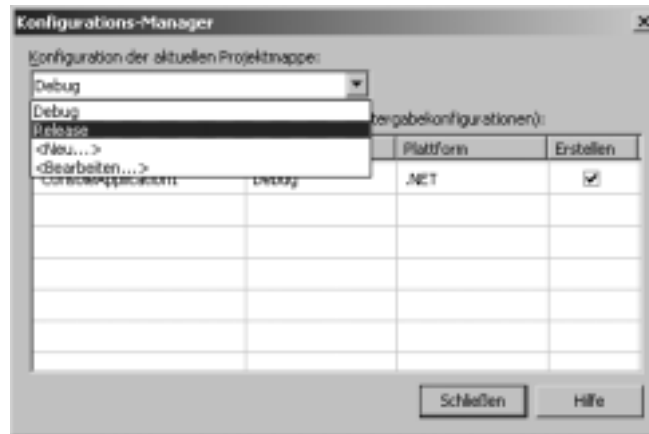 Konfigurations-Manager
Konfiguration der aktuellen Projektmappe:
Debug
Debug
Release
<Neu...>
<Bearbeiten...>
tergabekonfigurationen):
Plattform Erstellen
ConsoleApplication1 Debug .NET
Schließen Hilfe